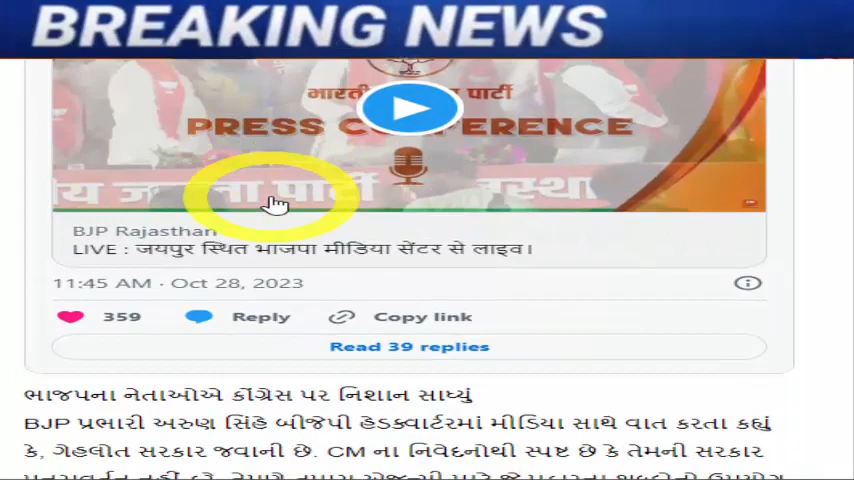 BREAKING NEWS
भारती
पार्टी
PRESS CONFERENCE
पार्टी
BJP Rajasthan
LIVE : जयपुर स्थित भाजपा मीडिया सेंटर से लाइव।
11:45 AM · Oct 28, 2023
359 Reply Copy link
Read 39 replies
ભાજપના નેતાઓએ કોંગ્રેસ પર નિશાન સાધ્યું
BJP પ્રભારી અરુણ સિંહે બીજેપી હેડક્વાર્ટરમાં મીડિયા સાથે વાત કરતા કહ્યું
કે, ગેહલોત સરકાર જવાની છે. CM ના નિવેદનોથી સ્પષ્ટ છે કે તેમની સરકાર